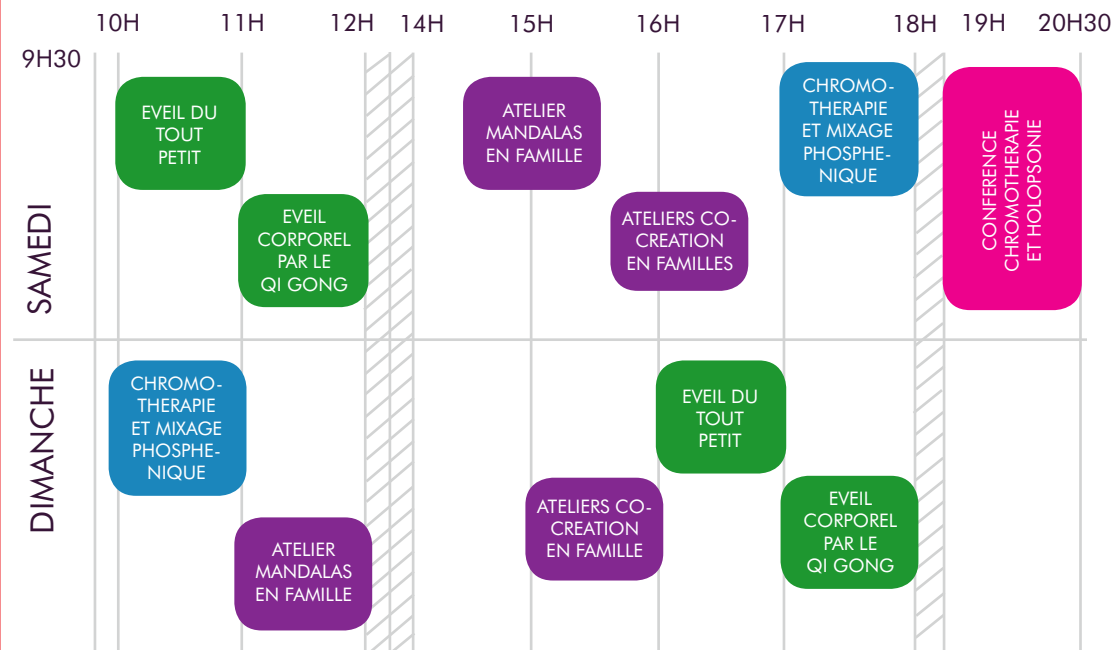 10H 11H 12H 14H 15H 16H 17H 18H 19H 20H30
9H30
SAMEDI
EVEIL DU
TOUT
PETIT
EVEIL
CORPOREL
PAR LE
QI GONG
ATELIER
MANDALAS
EN FAMILLE
ATELIERS CO-
CREATION
EN FAMILLES
CHROMO-
THERAPIE
ET MIXAGE
PHOSPHE-
NIQUE
CONFERENCE
CHROMOTHERAPIE
ET HOLOPSONIE
DIMANCHE
CHROMO-
THERAPIE
ET MIXAGE
PHOSPHE-
NIQUE
ATELIER
MANDALAS
EN FAMILLE
ATELIERS CO-
CREATION
EN FAMILLE
EVEIL DU
TOUT
PETIT
EVEIL
CORPOREL
PAR LE
QI GONG